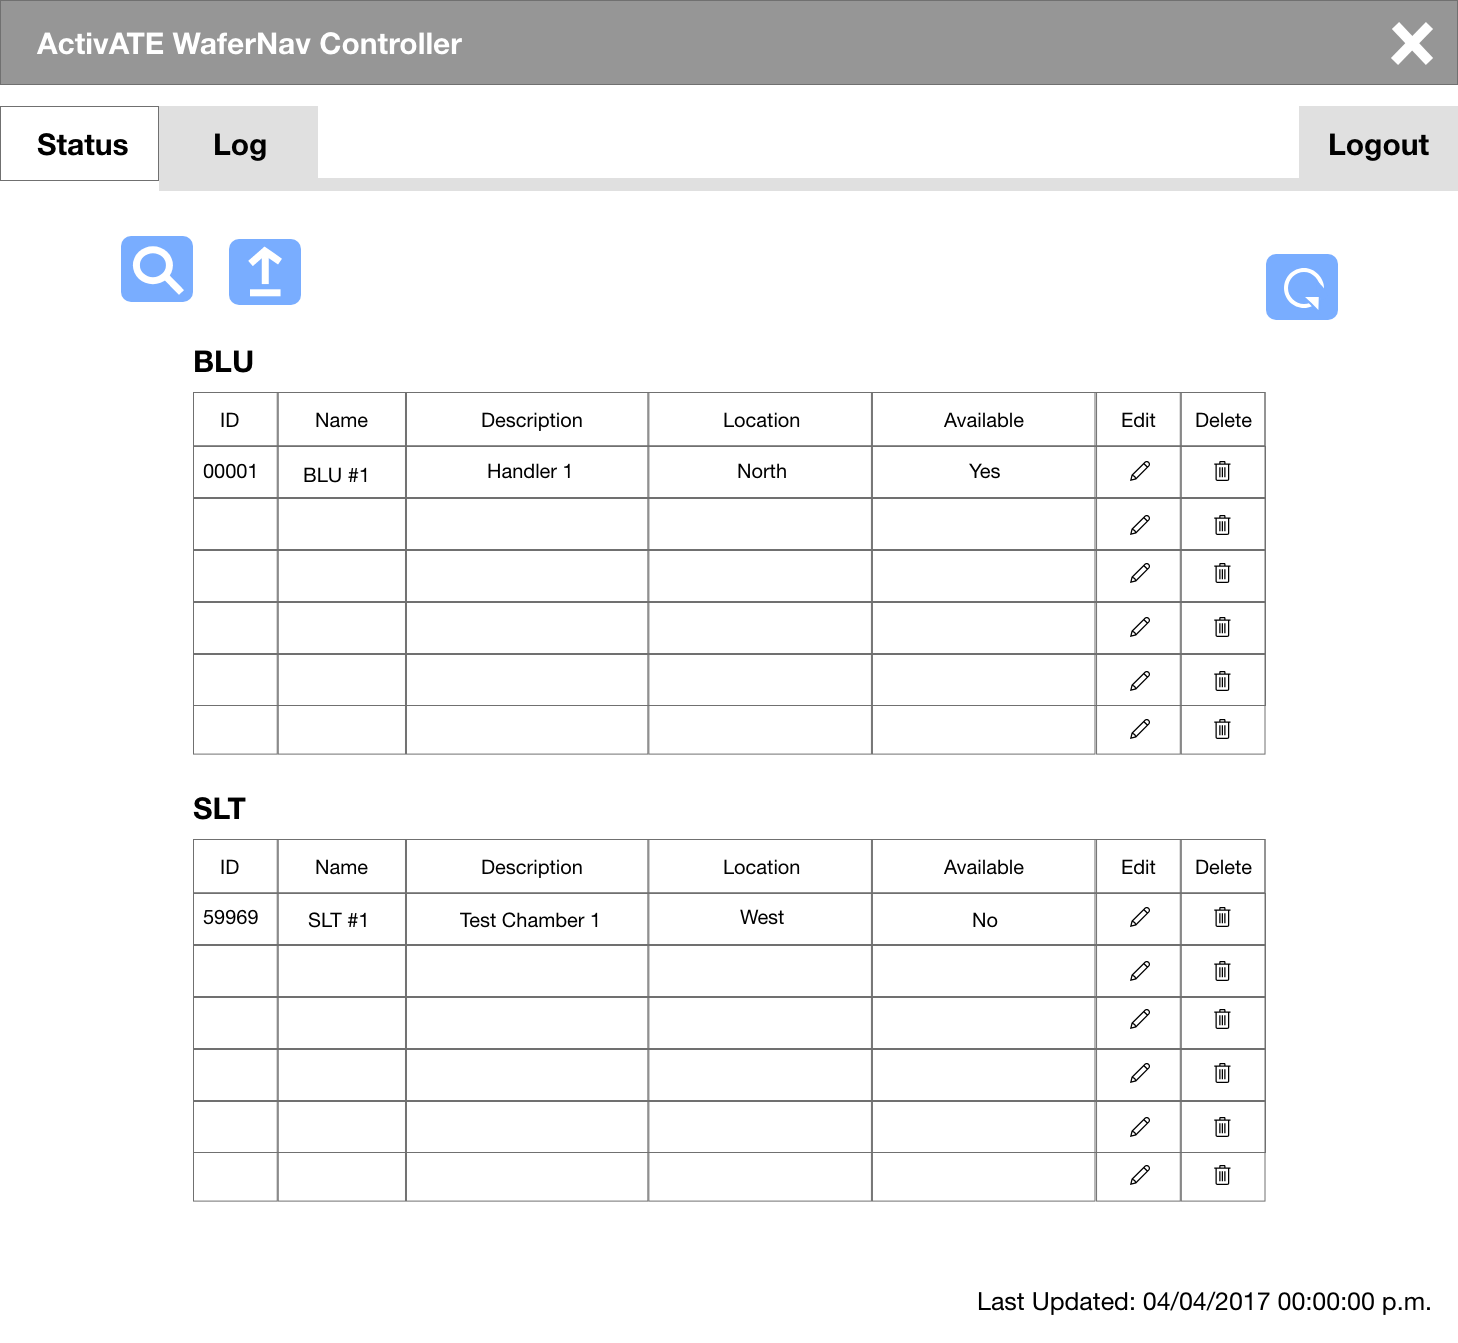 ActivATE WaferNav Controller
Status Log Logout
BLU
ID Name Description Location Available Edit Delete
00001 BLU #1 Handler 1 North Yes
SLT
ID Name Description Location Available Edit Delete
59969 SLT #1 Test Chamber 1 West No
Last Updated: 04/04/2017 00:00:00 p.m.